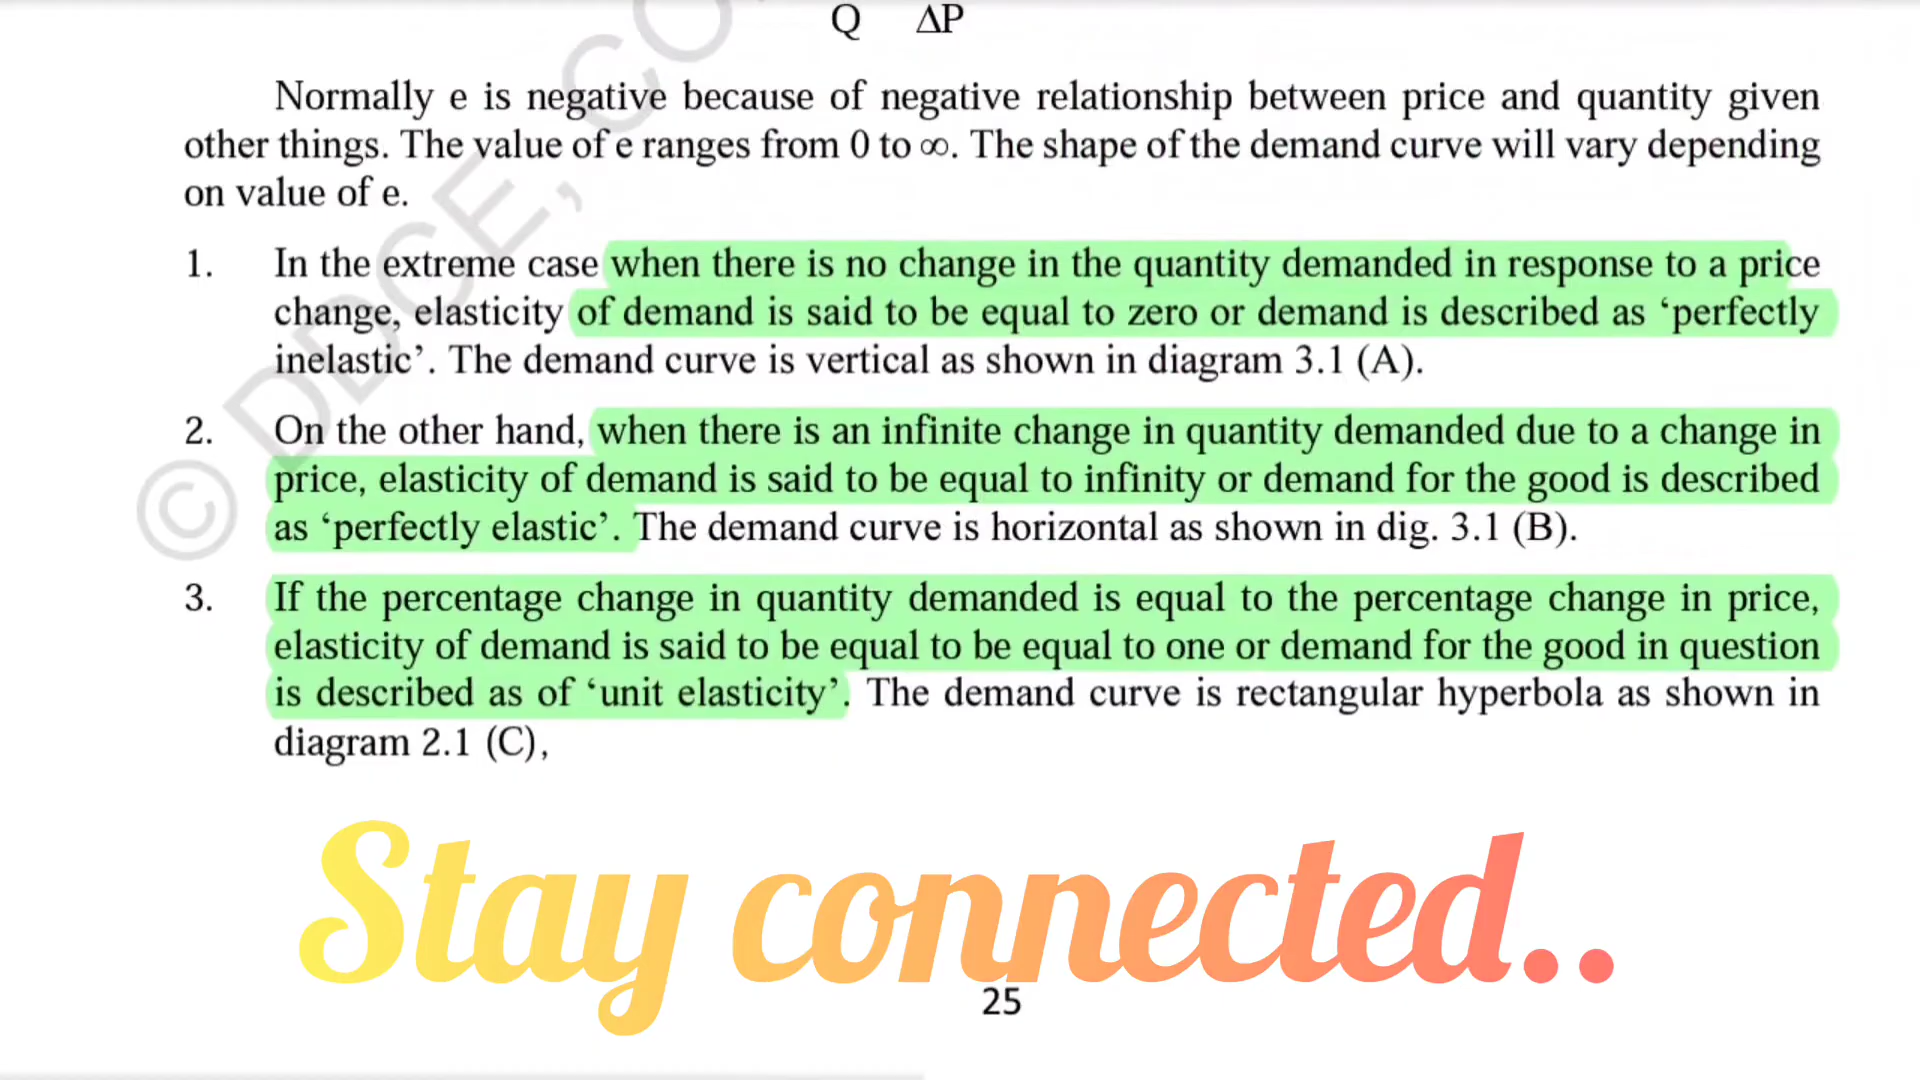 Q ΔP
Normally e is negative because of negative relationship between price and quantity given
other things. The value of e ranges from 0 to ∞. The shape of the demand curve will vary depending
on value of e.
1. In the extreme case when there is no change in the quantity demanded in response to a price
change, elasticity of demand is said to be equal to zero or demand is described as ‘perfectly
inelastic’. The demand curve is vertical as shown in diagram 3.1 (A).
2. On the other hand, when there is an infinite change in quantity demanded due to a change in
price, elasticity of demand is said to be equal to infinity or demand for the good is described
as ‘perfectly elastic’. The demand curve is horizontal as shown in dig. 3.1 (B).
3. If the percentage change in quantity demanded is equal to the percentage change in price,
elasticity of demand is said to be equal to be equal to one or demand for the good in question
is described as of ‘unit elasticity’. The demand curve is rectangular hyperbola as shown in
diagram 2.1 (C),
Stay connected..
25
© DDCE,